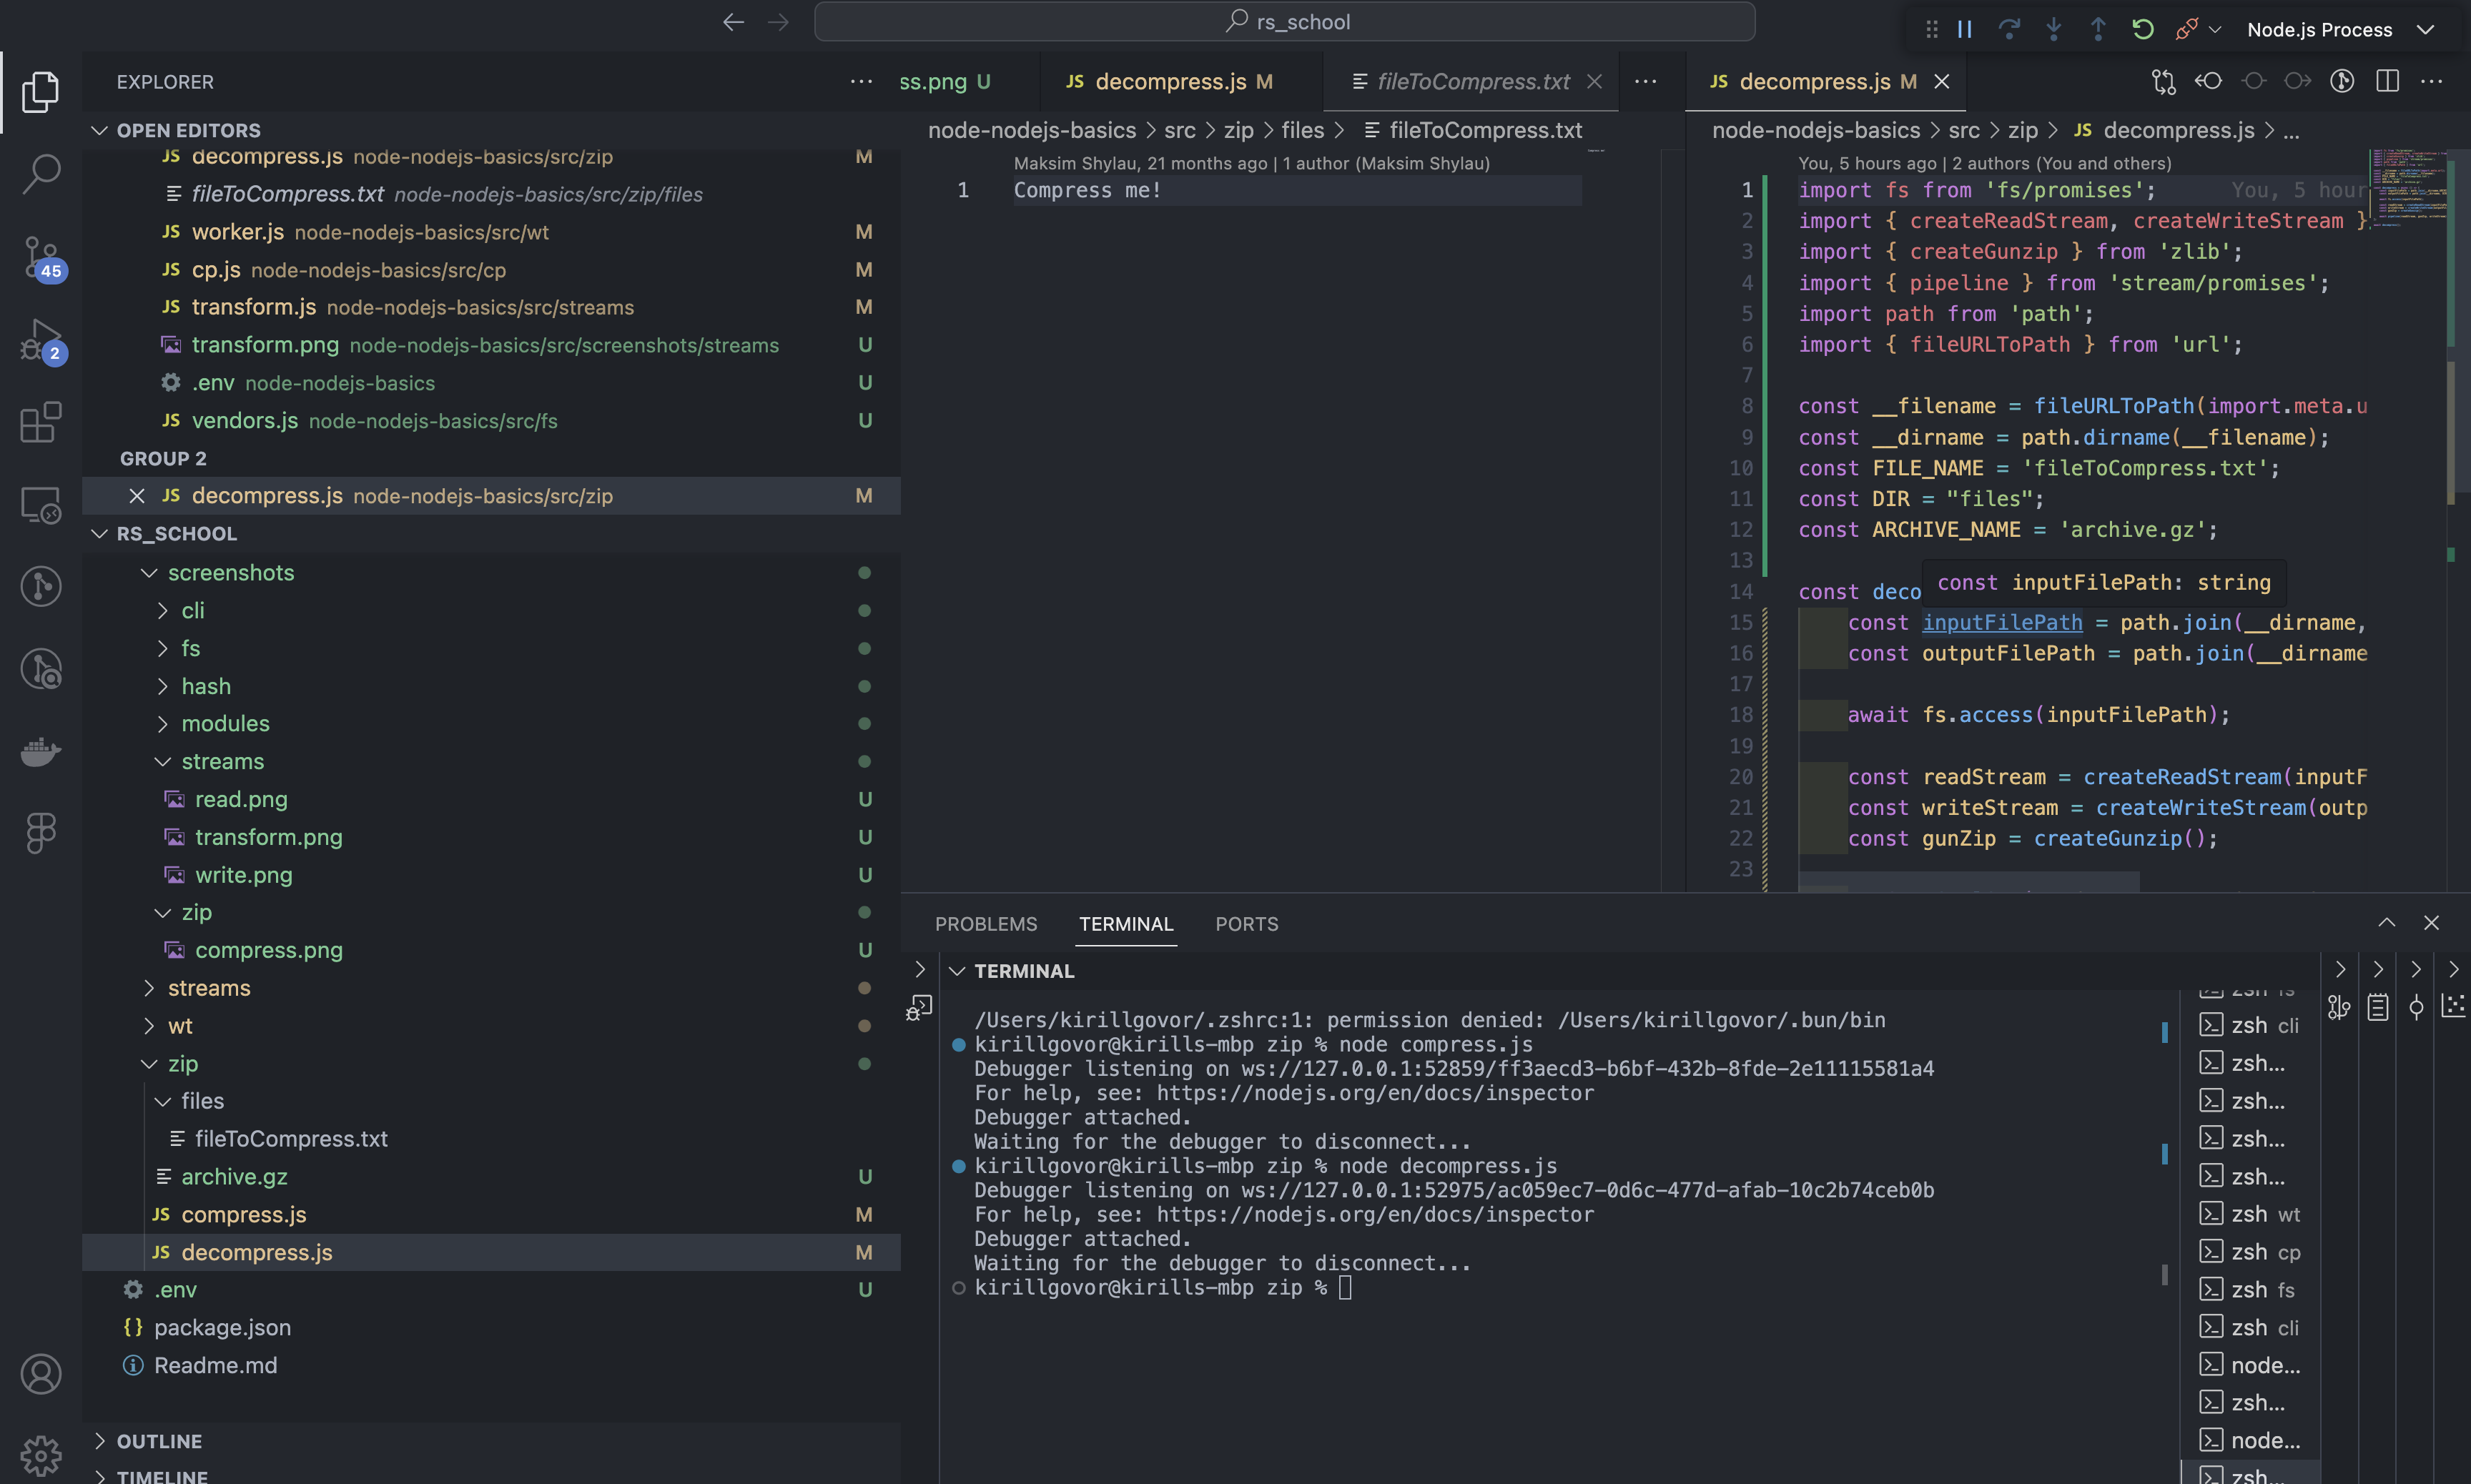 rs_school
Node.js Process
EXPLORER
OPEN EDITORS
JS decompress.js node-nodejs-basics/src/zip M
fileToCompress.txt node-nodejs-basics/src/zip/files
JS worker.js node-nodejs-basics/src/wt M
JS cp.js node-nodejs-basics/src/cp M
JS transform.js node-nodejs-basics/src/streams M
transform.png node-nodejs-basics/src/screenshots/streams U
.env node-nodejs-basics U
JS vendors.js node-nodejs-basics/src/fs U
GROUP 2
JS decompress.js node-nodejs-basics/src/zip M
RS_SCHOOL
screenshots
cli
fs
hash
modules
streams
read.png U
transform.png U
write.png U
zip
compress.png U
streams
wt
zip
files
fileToCompress.txt
archive.gz U
JS compress.js M
JS decompress.js M
.env U
{} package.json
Readme.md
OUTLINE
TIMELINE
45
2
ss.png U
JS decompress.js M
fileToCompress.txt
node-nodejs-basics > src > zip > files > fileToCompress.txt
Maksim Shylau, 21 months ago | 1 author (Maksim Shylau)
1 Compress me!
JS decompress.js M
node-nodejs-basics > src > zip > JS decompress.js > ...
You, 5 hours ago | 2 authors (You and others)
1 import fs from 'fs/promises'; You, 5 hour
2 import { createReadStream, createWriteStream }
3 import { createGunzip } from 'zlib';
4 import { pipeline } from 'stream/promises';
5 import path from 'path';
6 import { fileURLToPath } from 'url';
7
8 const __filename = fileURLToPath(import.meta.u
9 const __dirname = path.dirname(__filename);
10 const FILE_NAME = 'fileToCompress.txt';
11 const DIR = "files";
12 const ARCHIVE_NAME = 'archive.gz';
13
const inputFilePath: string
14 const deco
15 const inputFilePath = path.join(__dirname,
16 const outputFilePath = path.join(__dirname
17
18 await fs.access(inputFilePath);
19
20 const readStream = createReadStream(inputF
21 const writeStream = createWriteStream(outp
22 const gunZip = createGunzip();
23
PROBLEMS TERMINAL PORTS
TERMINAL
/Users/kirillgovor/.zshrc:1: permission denied: /Users/kirillgovor/.bun/bin
kirillgovor@kirills-mbp zip % node compress.js
Debugger listening on ws://127.0.0.1:52859/ff3aecd3-b6bf-432b-8fde-2e11115581a4
For help, see: https://nodejs.org/en/docs/inspector
Debugger attached.
Waiting for the debugger to disconnect...
kirillgovor@kirills-mbp zip % node decompress.js
Debugger listening on ws://127.0.0.1:52975/ac059ec7-0d6c-477d-afab-10c2b74ceb0b
For help, see: https://nodejs.org/en/docs/inspector
Debugger attached.
Waiting for the debugger to disconnect...
kirillgovor@kirills-mbp zip %
zsh fs
zsh cli
zsh...
zsh...
zsh...
zsh...
zsh wt
zsh cp
zsh fs
zsh cli
node...
zsh...
node...
zsh...